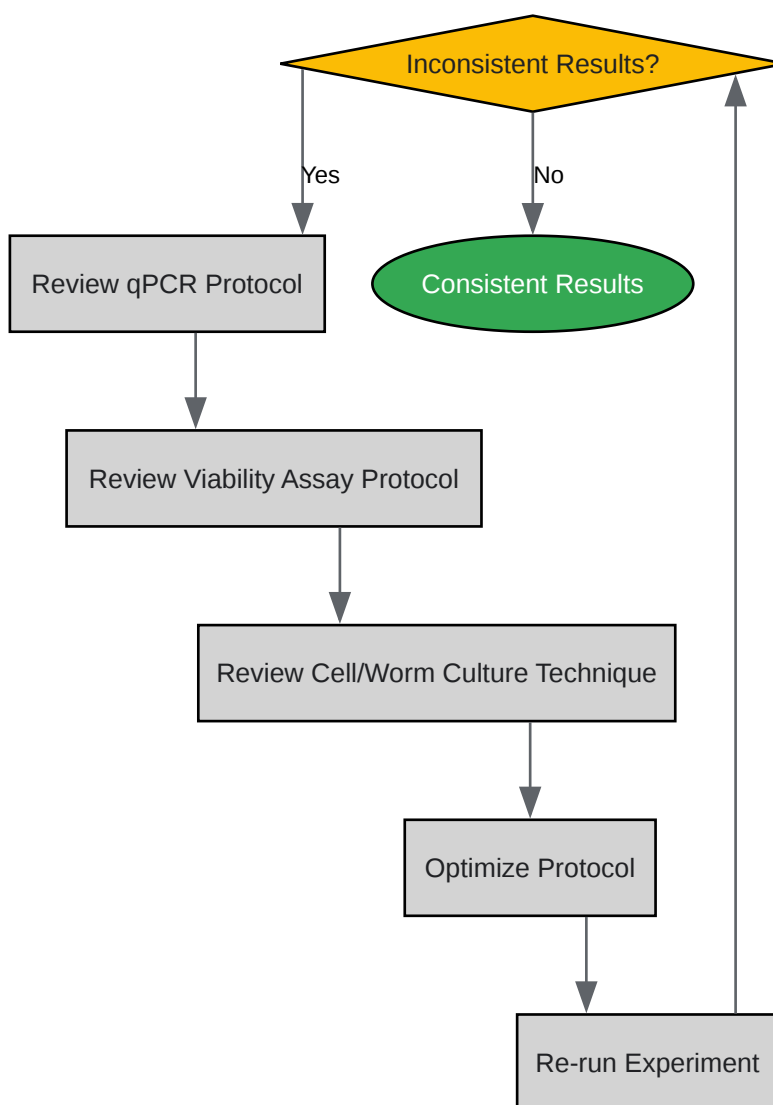 Inconsistent Results?
Yes
No
Review qPCR Protocol
Consistent Results
Review Viability Assay Protocol
Review Cell/Worm Culture Technique
Optimize Protocol
Re-run Experiment